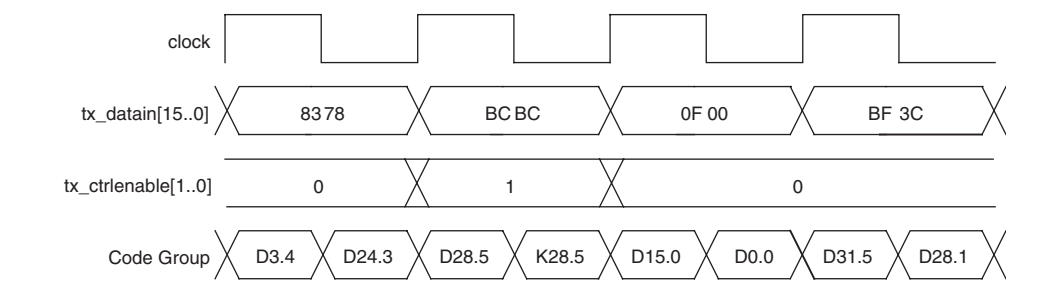 clock
tx_datain[15..0] 8378 BC BC 0F 00 BF 3C
tx_ctrlenable[1..0] 0 1 0
Code Group D3.4 D24.3 D28.5 K28.5 D15.0 D0.0 D31.5 D28.1